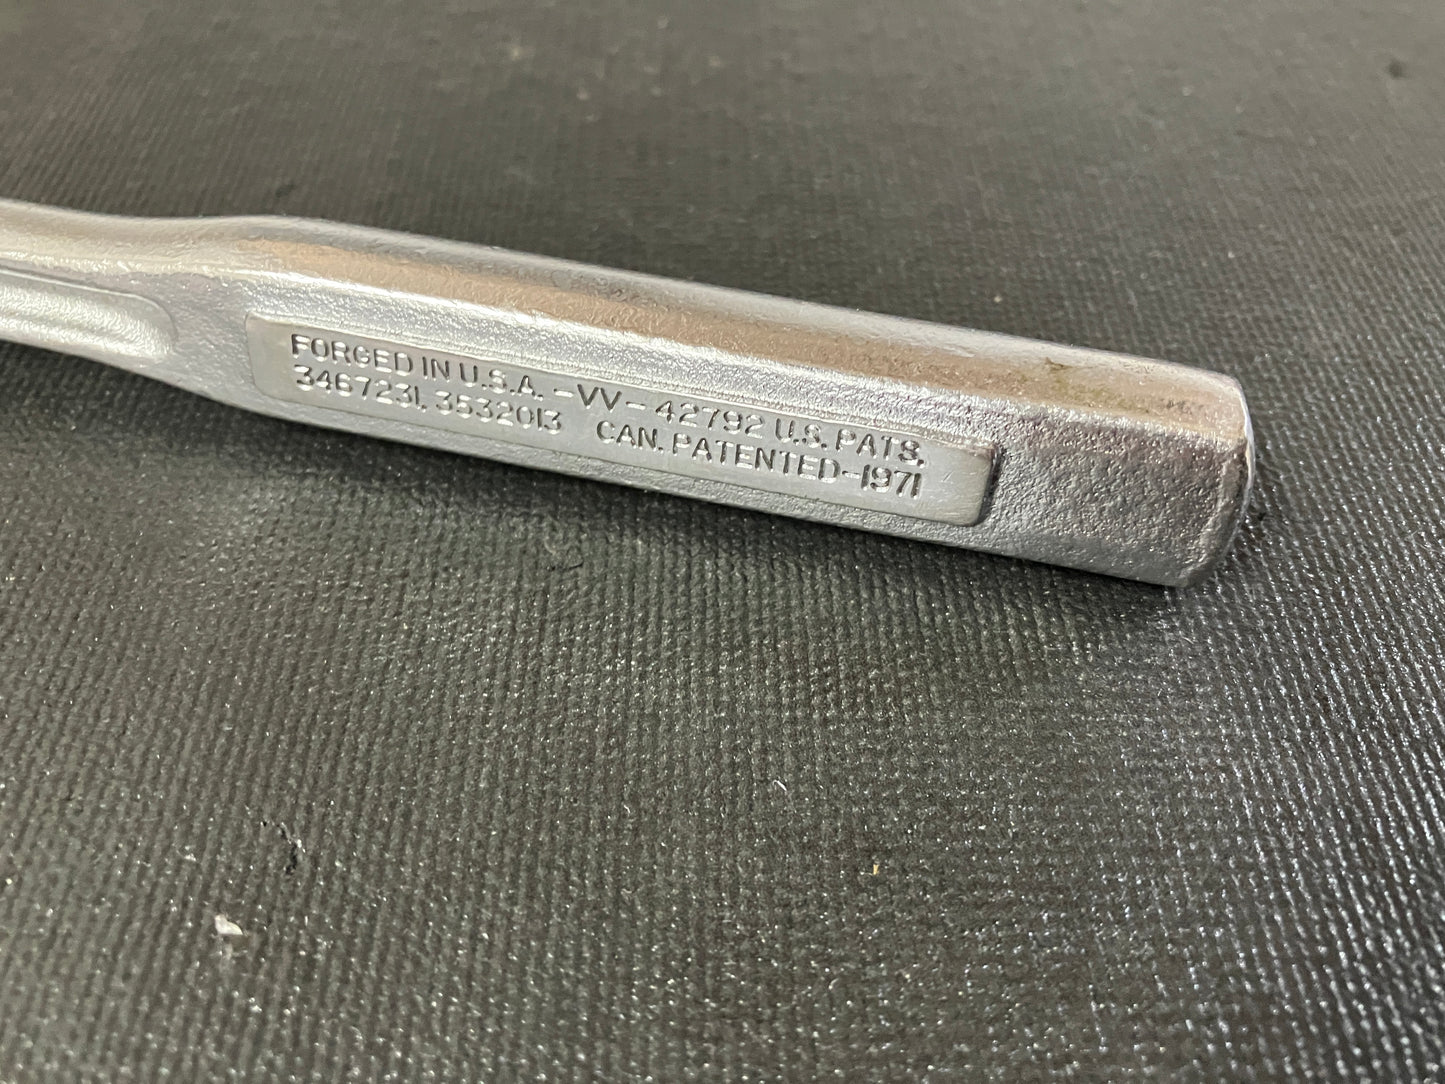 FORGED IN U.S.A. -VV- 42792 U.S. PATS.
3467231, 3532013 CAN. PATENTED-1971